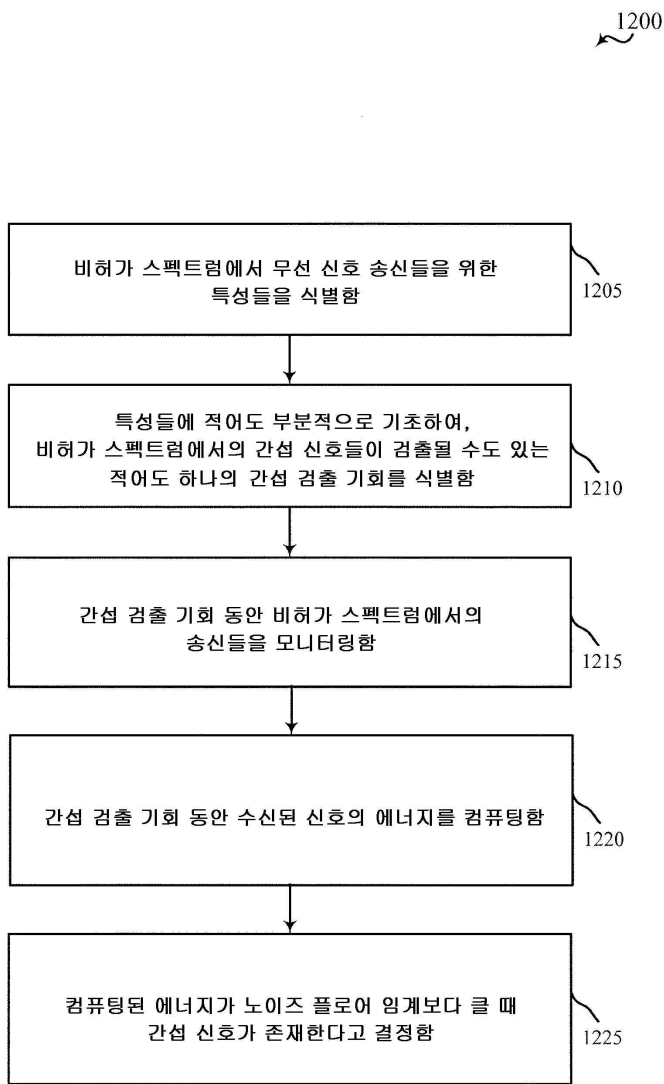 1200
비허가 스펙트럼에서 무선 신호 송신들을 위한
특성들을 식별함
1205
특성들에 적어도 부분적으로 기초하여,
비허가 스펙트럼에서의 간섭 신호들이 검출될 수도 있는
적어도 하나의 간섭 검출 기회를 식별함
1210
간섭 검출 기회 동안 비허가 스펙트럼에서의
송신들을 모니터링함
1215
간섭 검출 기회 동안 수신된 신호의 에너지를 컴퓨팅함
1220
컴퓨팅된 에너지가 노이즈 플로어 임계보다 클 때
간섭 신호가 존재한다고 결정함
1225